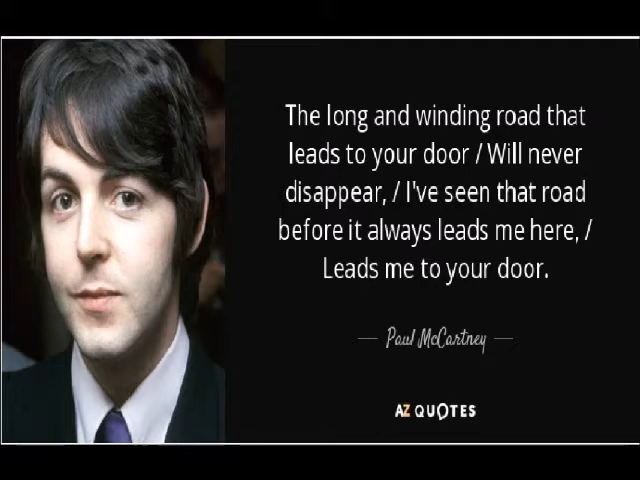 The long and winding road that
leads to your door / Will never
disappear, / I've seen that road
before it always leads me here, /
Leads me to your door.
— Paul McCartney —
AZ QUOTES